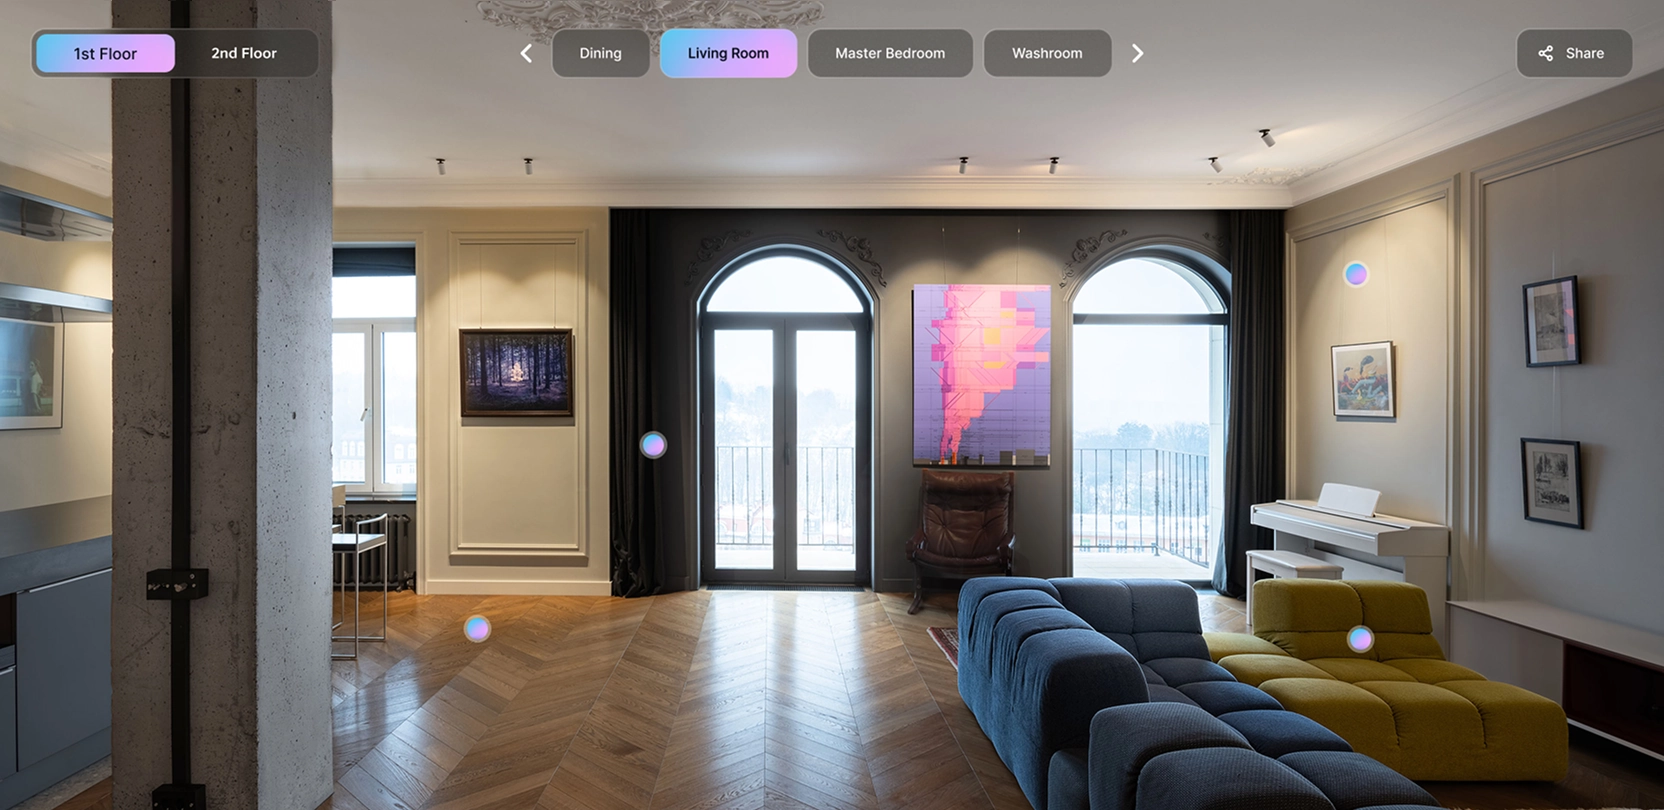 1st Floor
2nd Floor
Dining
Living Room
Master Bedroom
Washroom
Share